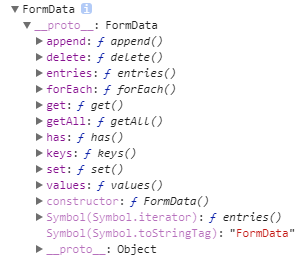 FormData i
__proto__: FormData
append: ƒ append()
delete: ƒ delete()
entries: ƒ entries()
forEach: ƒ forEach()
get: ƒ get()
getAll: ƒ getAll()
has: ƒ has()
keys: ƒ keys()
set: ƒ set()
values: ƒ values()
constructor: ƒ FormData()
Symbol(Symbol.iterator): ƒ entries()
Symbol(Symbol.toStringTag): "FormData"
__proto__: Object